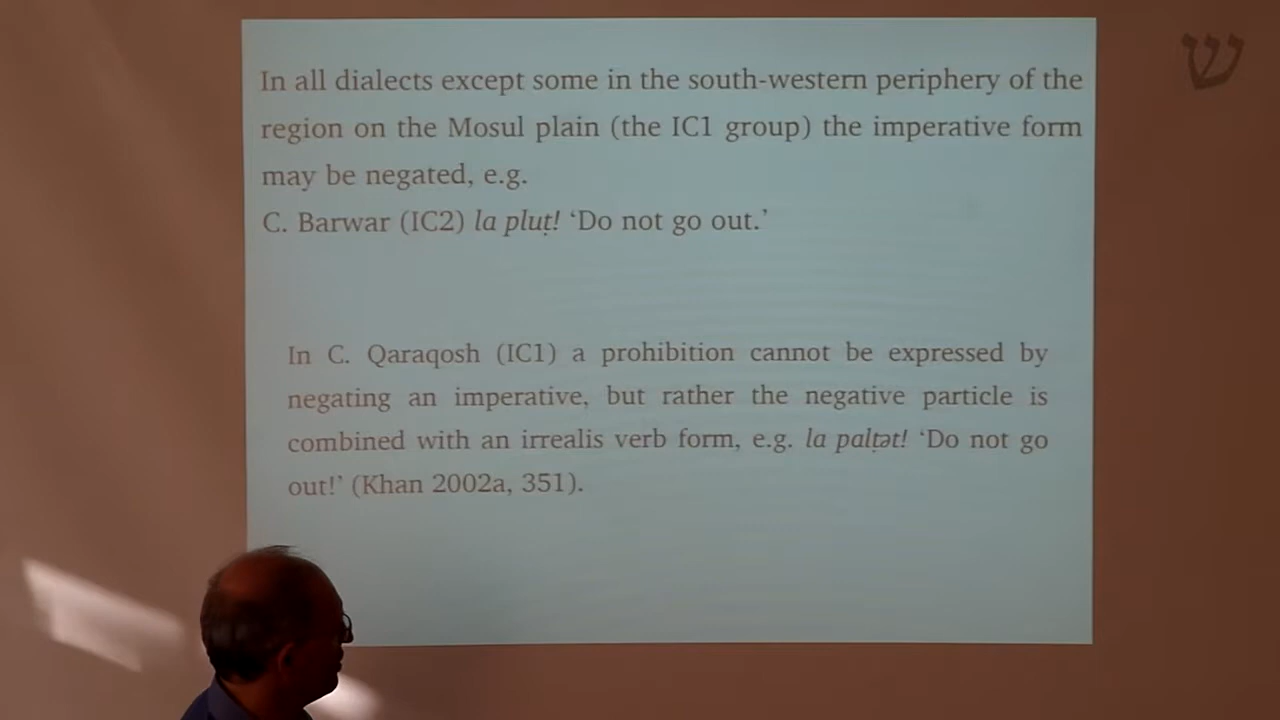 ש
In all dialects except some in the south-western periphery of the
region on the Mosul plain (the IC1 group) the imperative form
may be negated, e.g.
C. Barwar (IC2) la pluṭ! ‘Do not go out.’
In C. Qaraqosh (IC1) a prohibition cannot be expressed by
negating an imperative, but rather the negative particle is
combined with an irrealis verb form, e.g. la palṭət! ‘Do not go
out!’ (Khan 2002a, 351).